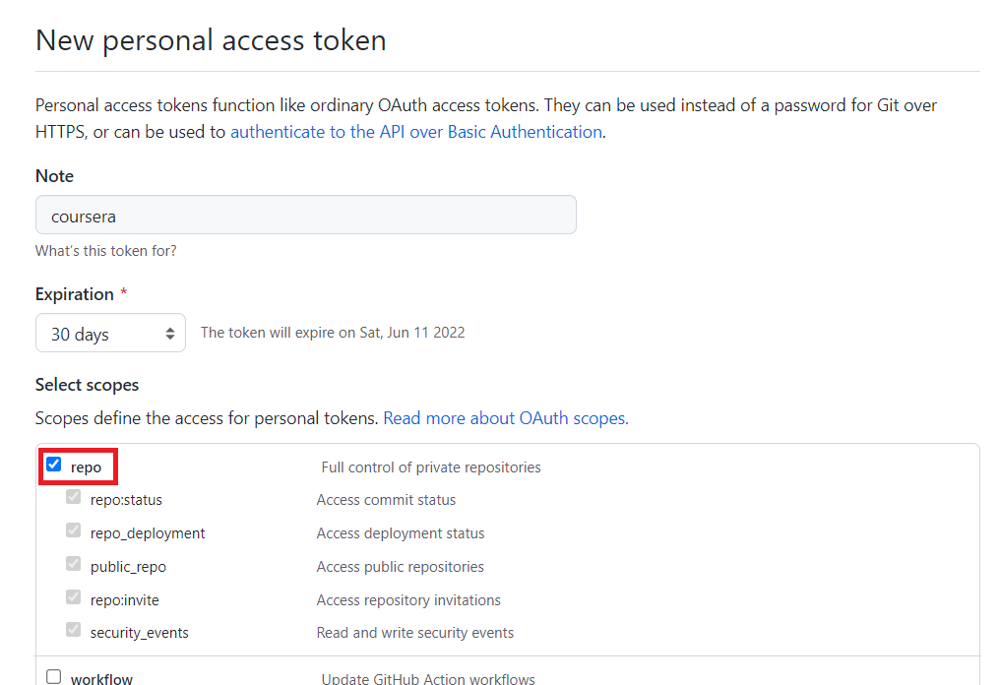 New personal access token
Personal access tokens function like ordinary OAuth access tokens. They can be used instead of a password for Git over
HTTPS, or can be used to authenticate to the API over Basic Authentication.
Note
coursera
What's this token for?
Expiration *
30 days The token will expire on Sat, Jun 11 2022
Select scopes
Scopes define the access for personal tokens. Read more about OAuth scopes.
repo Full control of private repositories
repo:status Access commit status
repo_deployment Access deployment status
public_repo Access public repositories
repo:invite Access repository invitations
security_events Read and write security events
workflow Update GitHub Action workflows